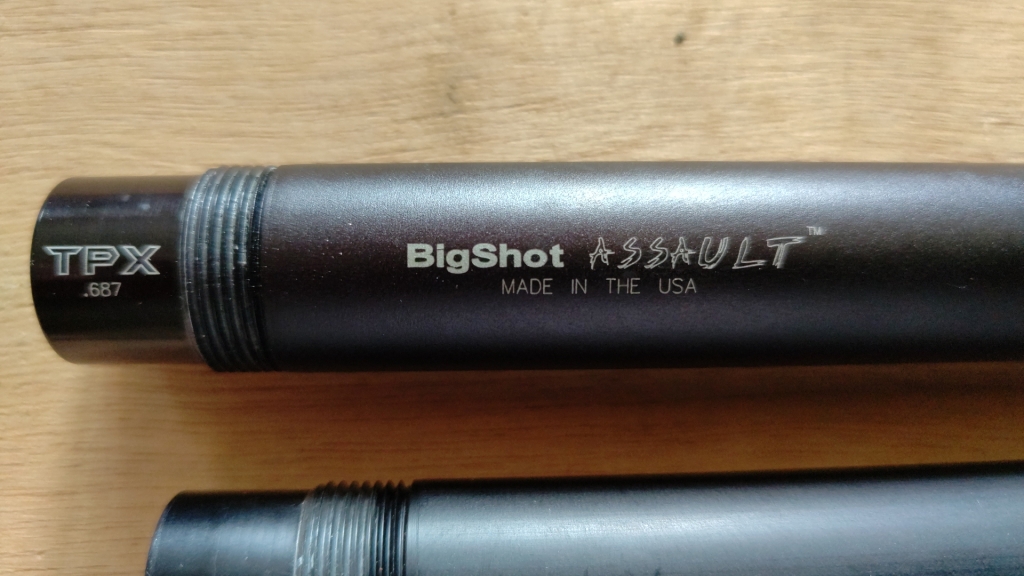 TPX
.687
BigShot ASSAULT™
MADE IN THE USA